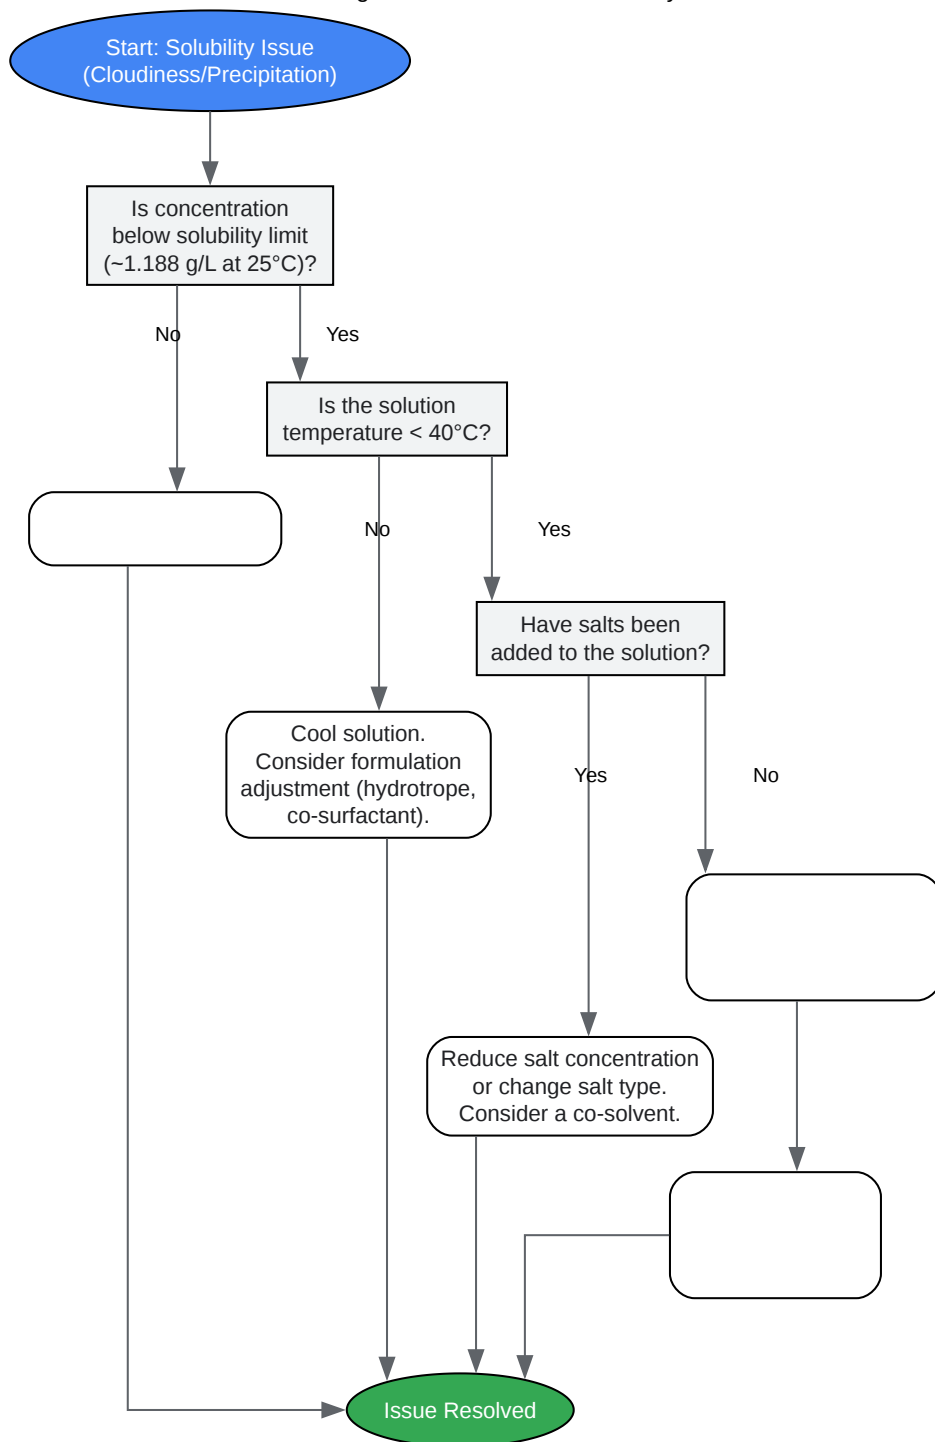 Start: Solubility Issue
(Cloudiness/Precipitation)
Is concentration
below solubility limit
(~1.188 g/L at 25°C)?
No
Yes
Is the solution
temperature < 40°C?
No
Yes
Have salts been
added to the solution?
Cool solution.
Consider formulation
adjustment (hydrotrope,
co-surfactant).
Yes
No
Reduce salt concentration
or change salt type.
Consider a co-solvent.
Issue Resolved